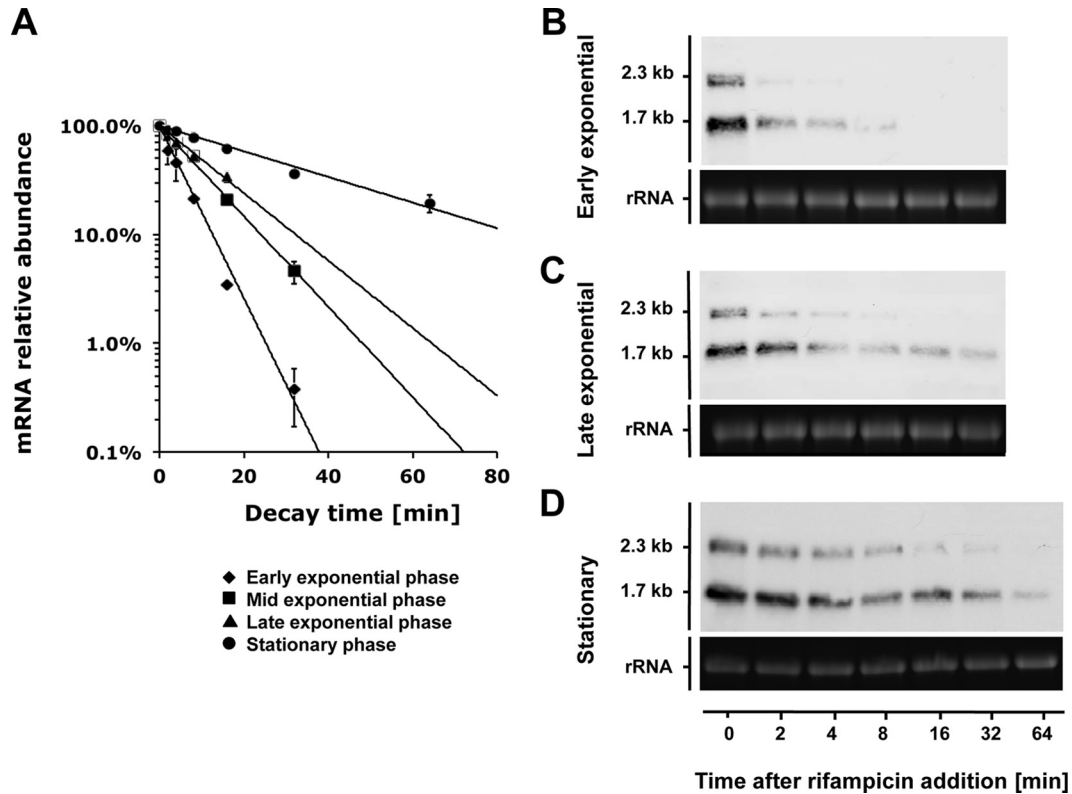 A
100.0%
10.0%
1.0%
0.1%
mRNA relative abundance
0
20
40
60
80
Decay time [min]
Early exponential phase
Mid exponential phase
Late exponential phase
Stationary phase
B
Early exponential
2.3 kb
1.7 kb
rRNA
C
Late exponential
2.3 kb
1.7 kb
rRNA
D
Stationary
2.3 kb
1.7 kb
rRNA
0 2 4 8 16 32 64
Time after rifampicin addition [min]